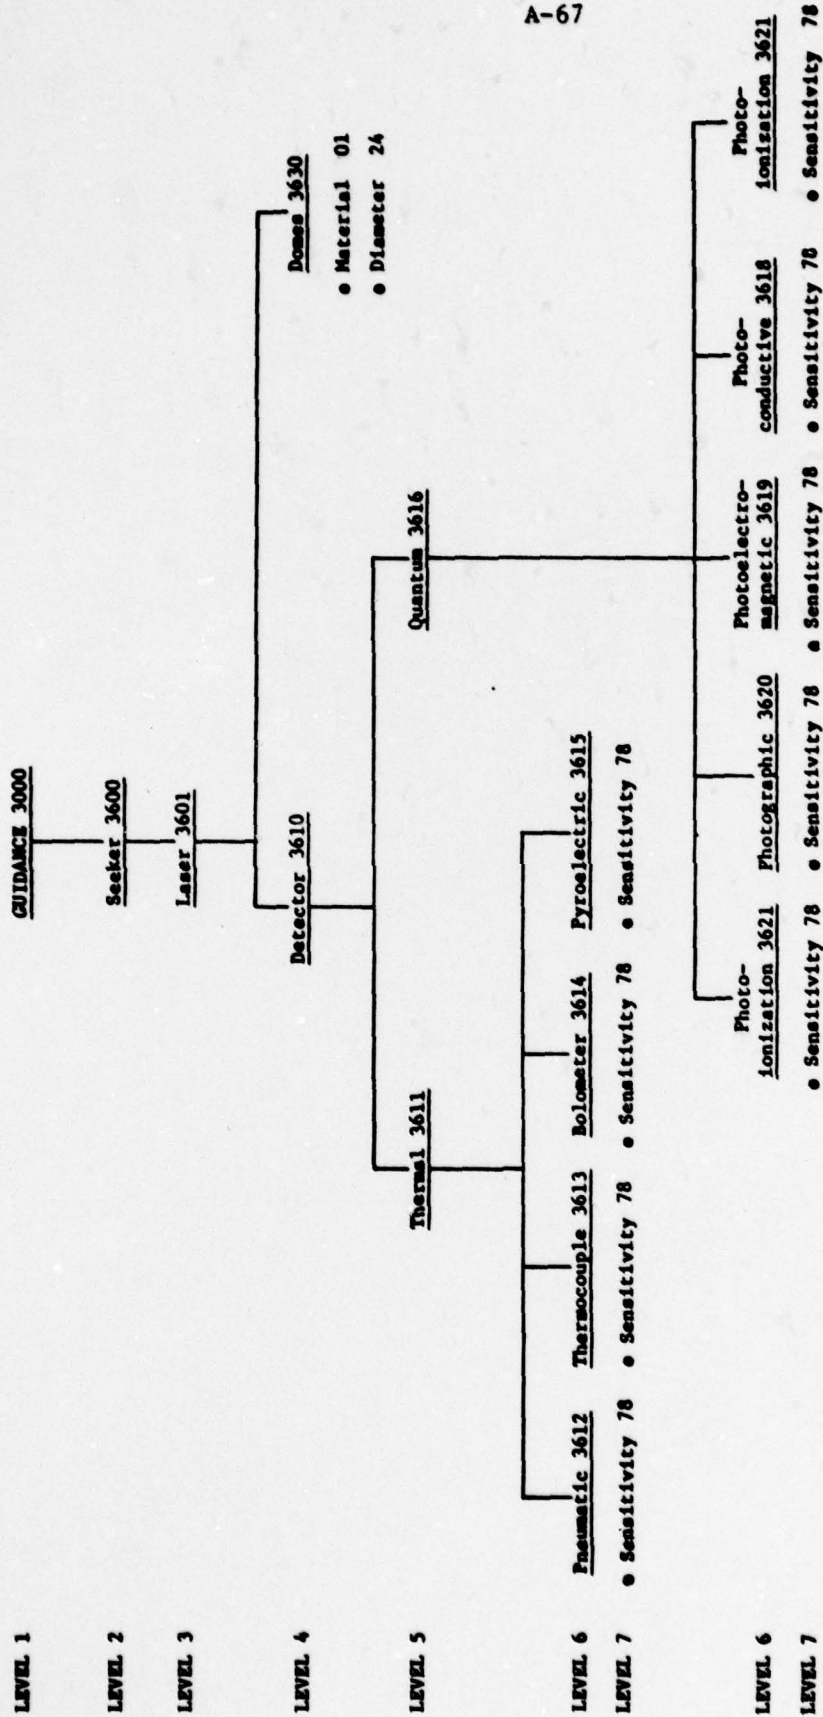 A-67
LEVEL 1
GUIDANCE 3000
LEVEL 2
Seeker 3600
LEVEL 3
Laser 3601
LEVEL 4
Detector 3610
Domes 3630
● Material 01
● Diameter 24
LEVEL 5
Thermal 3611
Quantum 3616
LEVEL 6
Pneumatic 3612
Thermocouple 3613
Bolometer 3614
Pyroelectric 3615
LEVEL 7
● Sensitivity 78
● Sensitivity 78
● Sensitivity 78
● Sensitivity 78
LEVEL 6
Photo-
ionization 3621
Photographic 3620
Photoelectro-
magnetic 3619
Photo-
conductive 3618
Photo-
ionization 3621
LEVEL 7
● Sensitivity 78
● Sensitivity 78
● Sensitivity 78
● Sensitivity 78
● Sensitivity 78